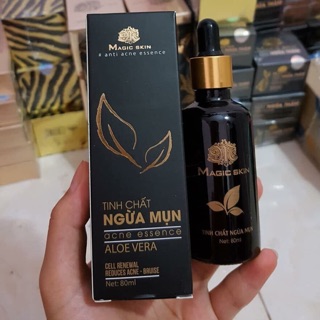 MAGIC SKIN
anti acne essence
TINH CHẤT
NGỪA MỤN
acne essence
ALOE VERA
CELL RENEWAL
REDUCES ACNE - BRUISE
Net: 80ml
MAGIC SKIN
TINH CHẤT NGỪA MỤN
Net: 80ml